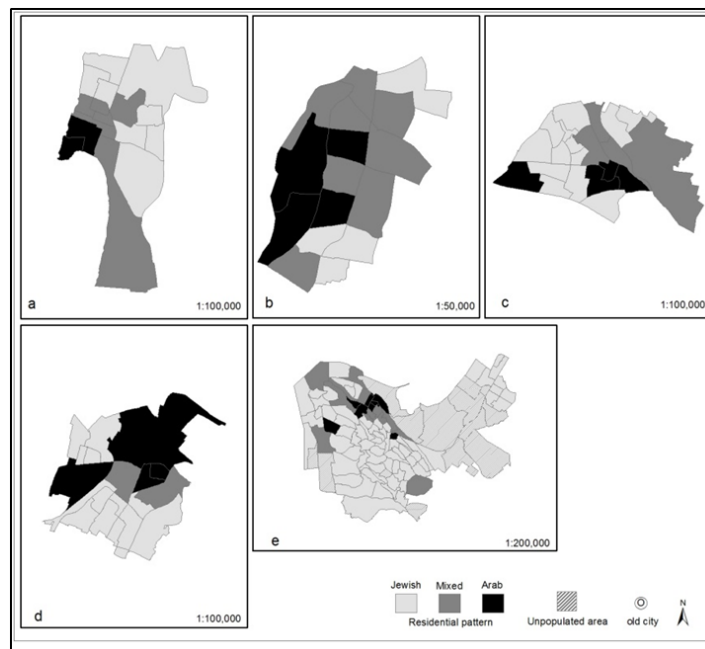 a 1:100,000
b 1:50,000
c 1:100,000
d 1:100,000
e 1:200,000
Jewish Mixed Arab
Residential pattern
Unpopulated area
old city
N